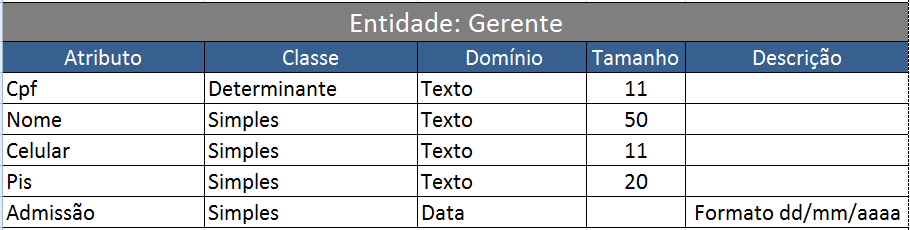 Entidade: Gerente
Atributo Classe Domínio Tamanho Descrição
Cpf Determinante Texto 11
Nome Simples Texto 50
Celular Simples Texto 11
Pis Simples Texto 20
Admissão Simples Data Formato dd/mm/aaaa